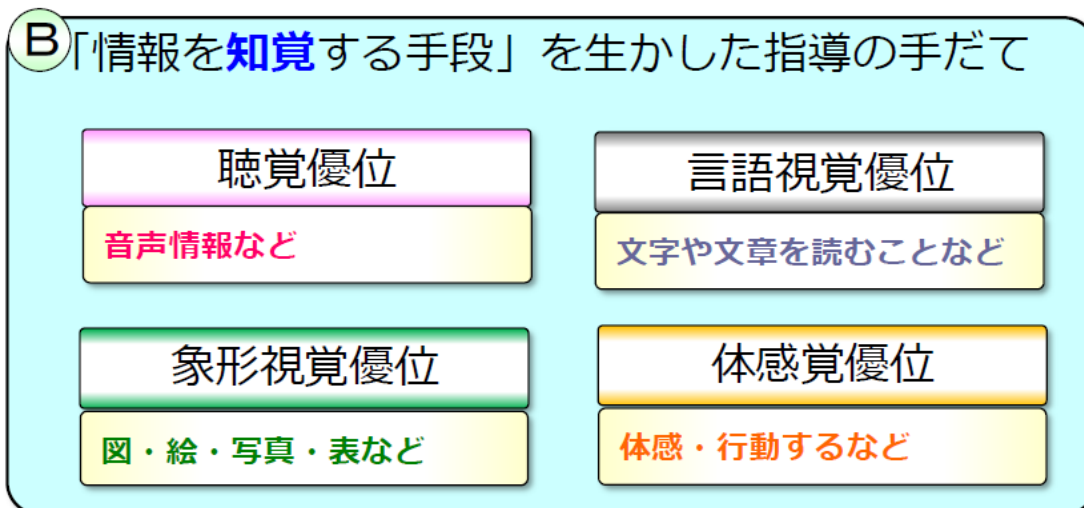 B「情報を知覚する手段」を生かした指導の手だて
聴覚優位
音声情報など
言語視覚優位
文字や文章を読むことなど
象形視覚優位
図・絵・写真・表など
体感覚優位
体感・行動するなど